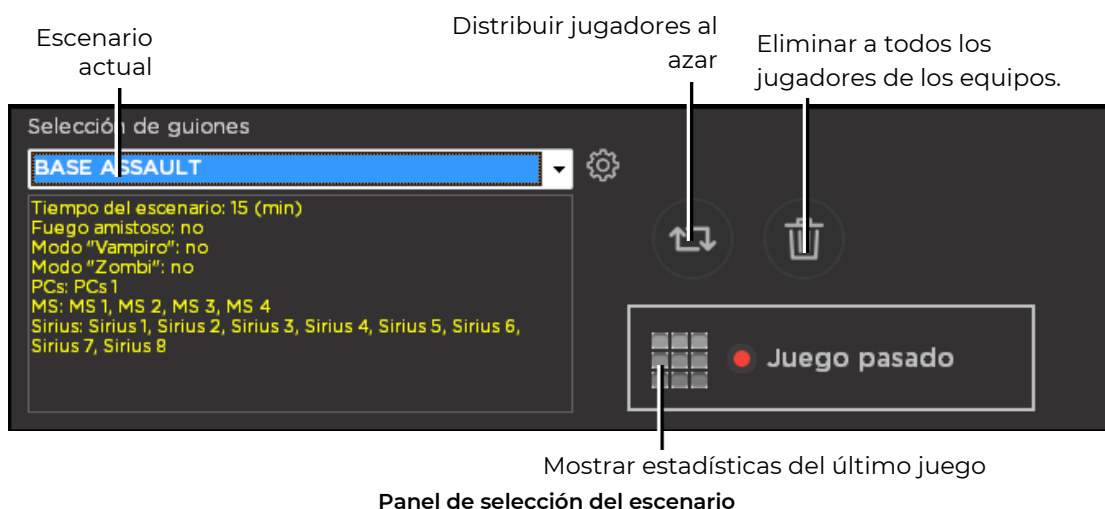 Escenario
actual
Distribuir jugadores al
azar
Eliminar a todos los
jugadores de los equipos.
Selección de guiones
BASE ASSAULT
Tiempo del escenario: 15 (min)
Fuego amistoso: no
Modo "Vampiro": no
Modo "Zombi": no
PCs: PCs 1
MS: MS 1, MS 2, MS 3, MS 4
Sirius: Sirius 1, Sirius 2, Sirius 3, Sirius 4, Sirius 5, Sirius 6,
Sirius 7, Sirius 8
Juego pasado
Mostrar estadísticas del último juego
Panel de selección del escenario